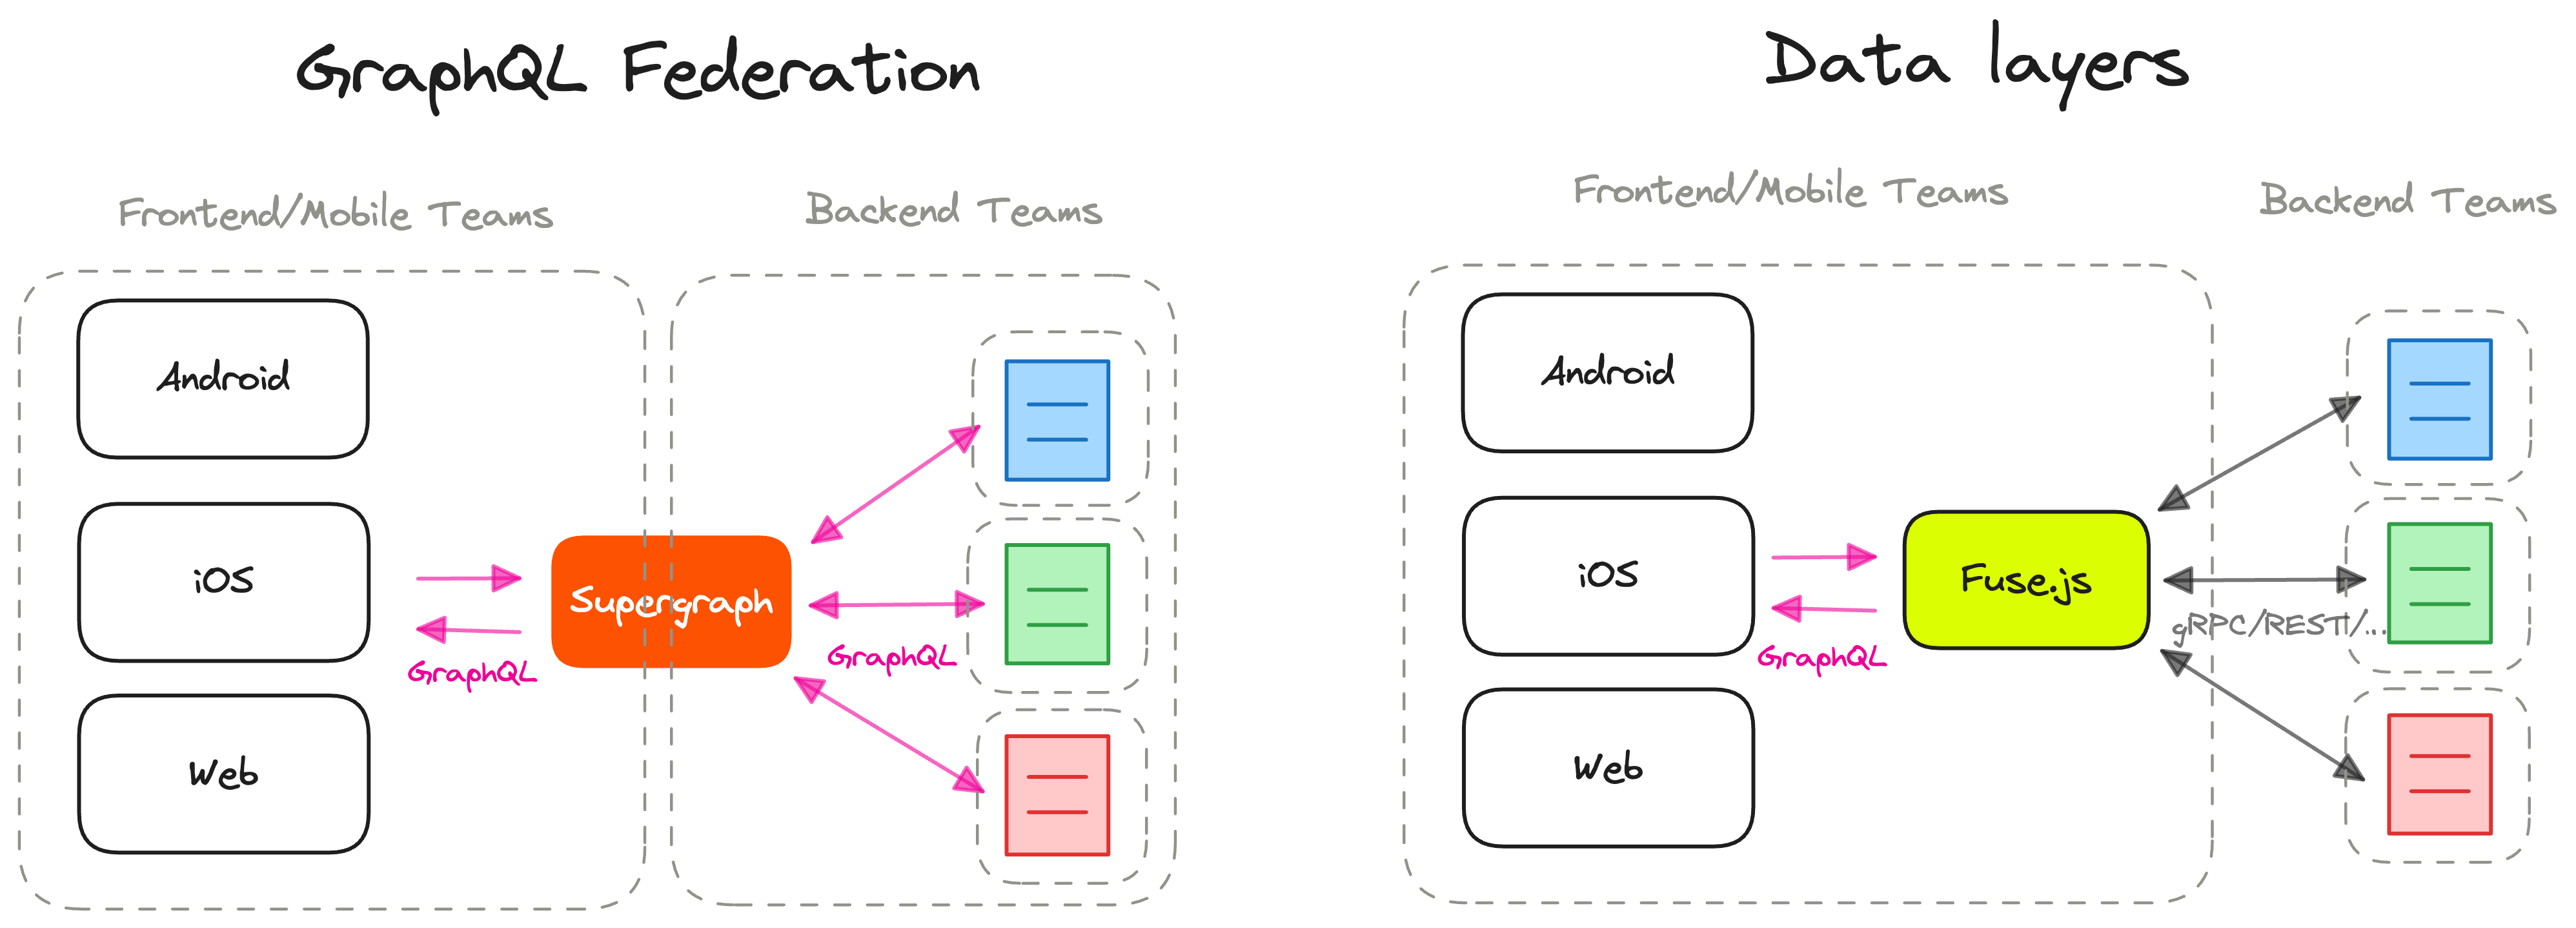 GraphQL Federation
Frontend/Mobile Teams
Backend Teams
Android
iOS
Web
GraphQL
Supergraph
GraphQL
Data layers
Frontend/Mobile Teams
Backend Teams
Android
iOS
Web
GraphQL
Fuse.js
gRPC/REST/...